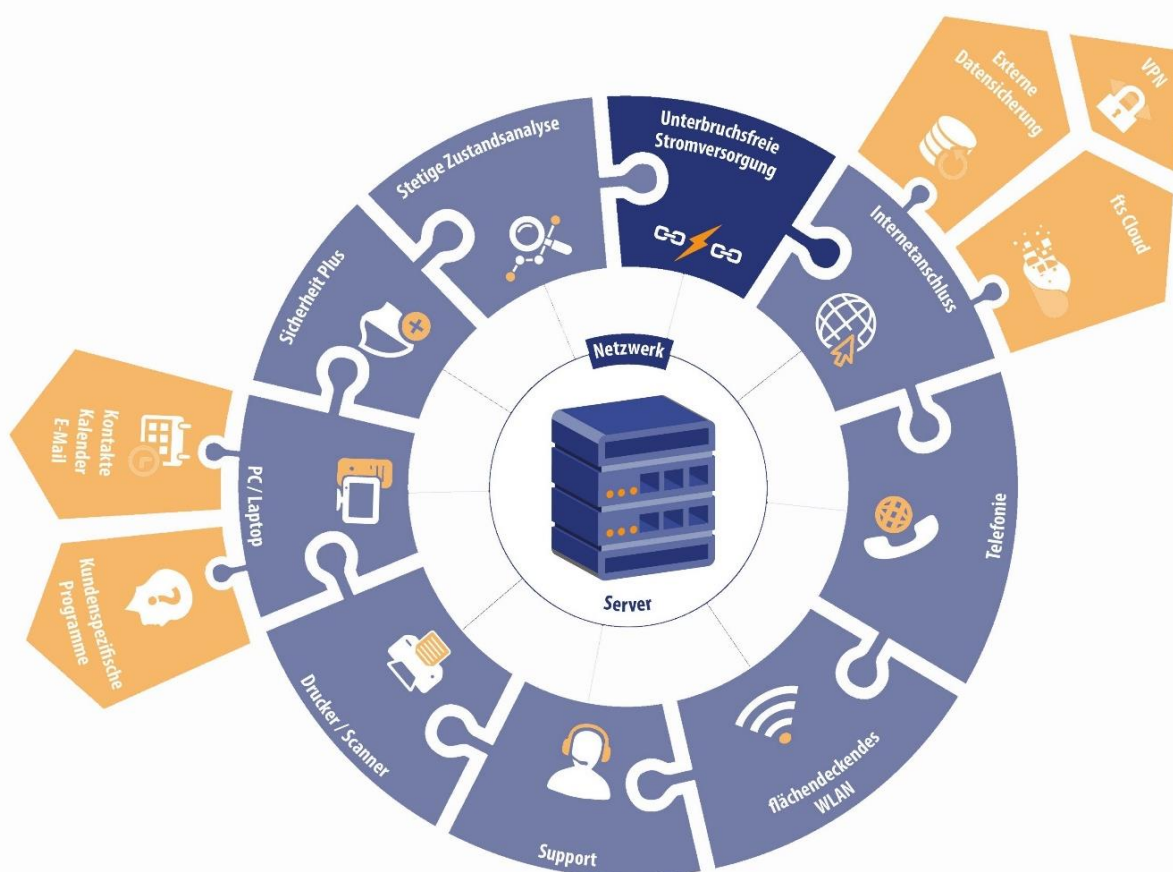 Unterbruchsfreie
Stromversorgung
Internetanschluss
Externe
Datensicherung
VPN
fts Cloud
Telefonie
flächendeckendes
WLAN
Support
Drucker / Scanner
PC / Laptop
Kontakte
Kalender
E-Mail
Kundenspezifische
Programme
Sicherheit Plus
Stetige Zustandsanalyse
Netzwerk
Server